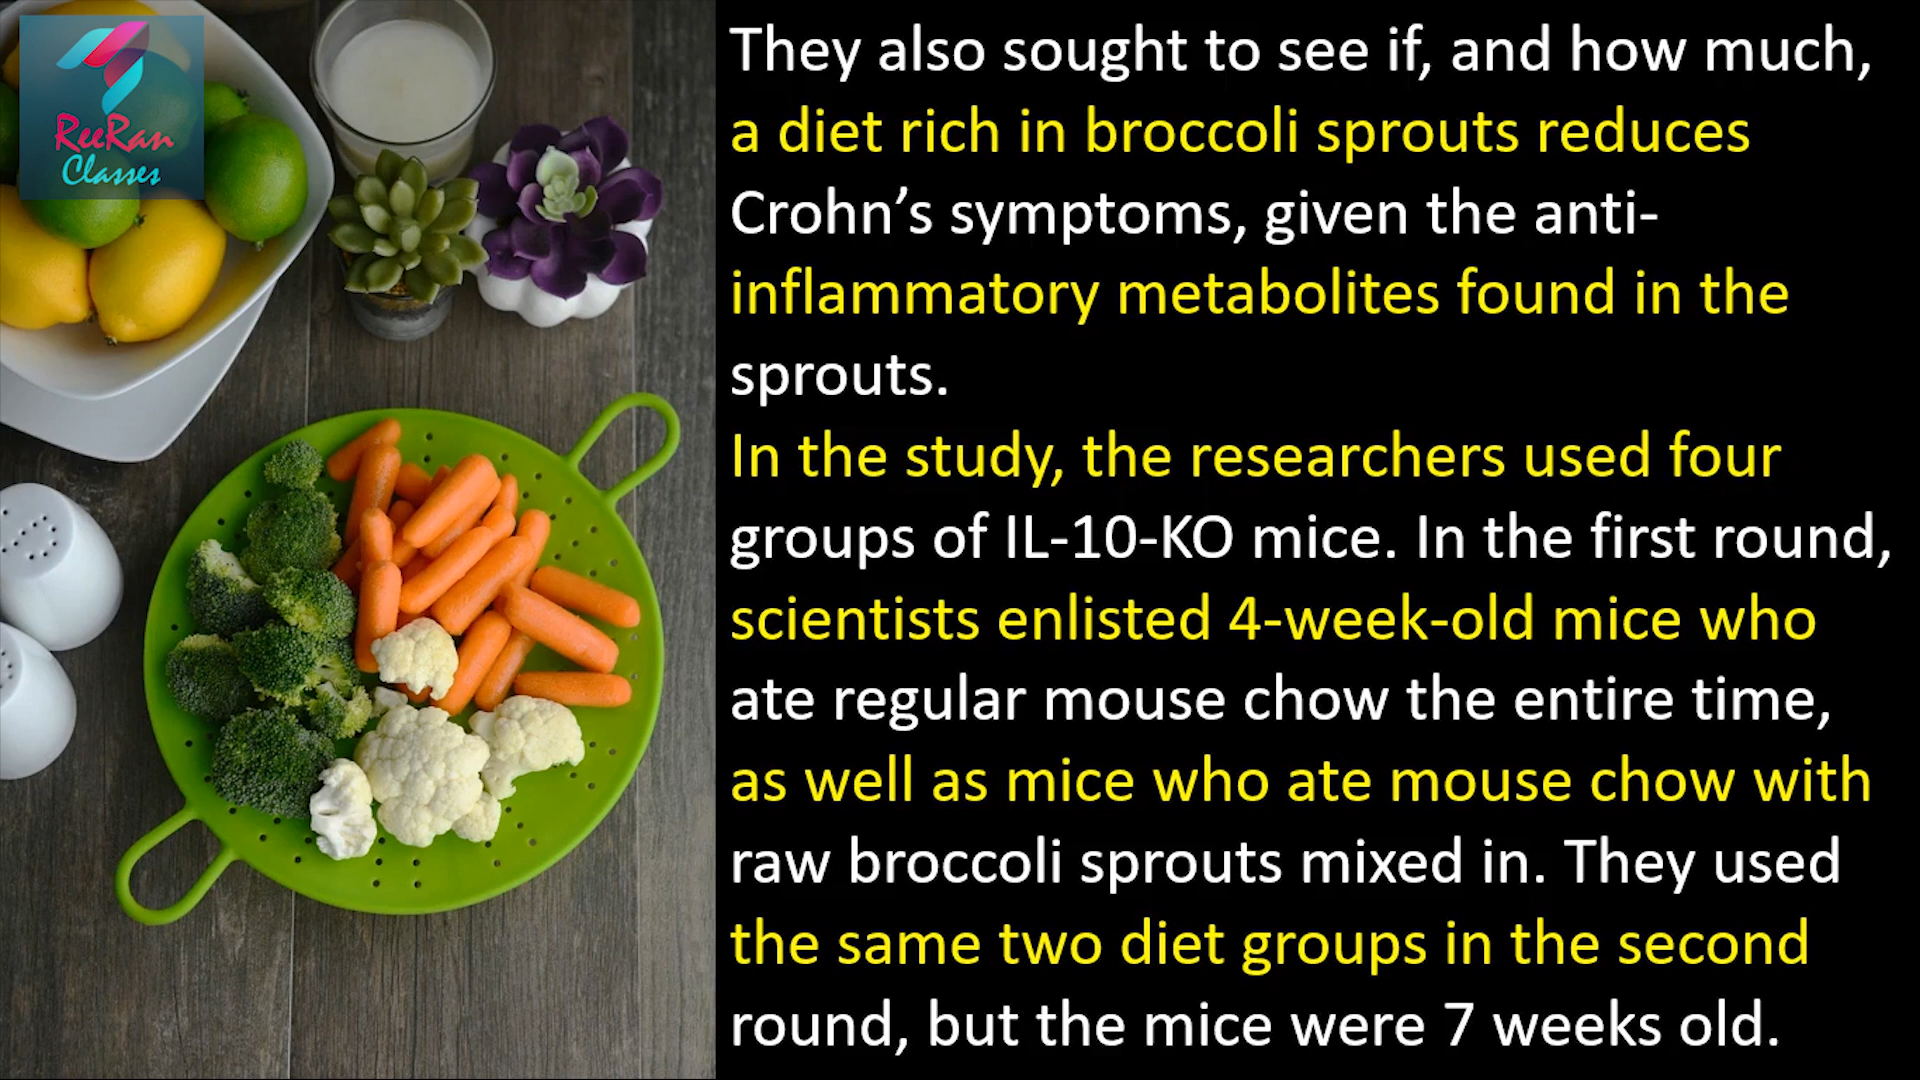 ReeRan
Classes
They also sought to see if, and how much,
a diet rich in broccoli sprouts reduces
Crohn’s symptoms, given the anti-
inflammatory metabolites found in the
sprouts.
In the study, the researchers used four
groups of IL-10-KO mice. In the first round,
scientists enlisted 4-week-old mice who
ate regular mouse chow the entire time,
as well as mice who ate mouse chow with
raw broccoli sprouts mixed in. They used
the same two diet groups in the second
round, but the mice were 7 weeks old.